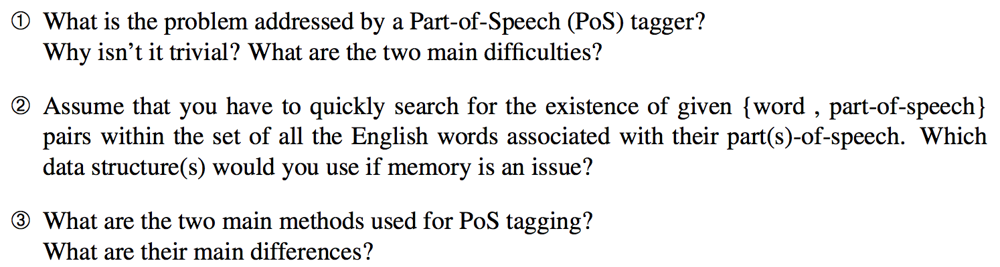 ① What is the problem addressed by a Part-of-Speech (PoS) tagger?
Why isn't it trivial? What are the two main difficulties?
② Assume that you have to quickly search for the existence of given {word , part-of-speech}
pairs within the set of all the English words associated with their part(s)-of-speech. Which
data structure(s) would you use if memory is an issue?
③ What are the two main methods used for PoS tagging?
What are their main differences?